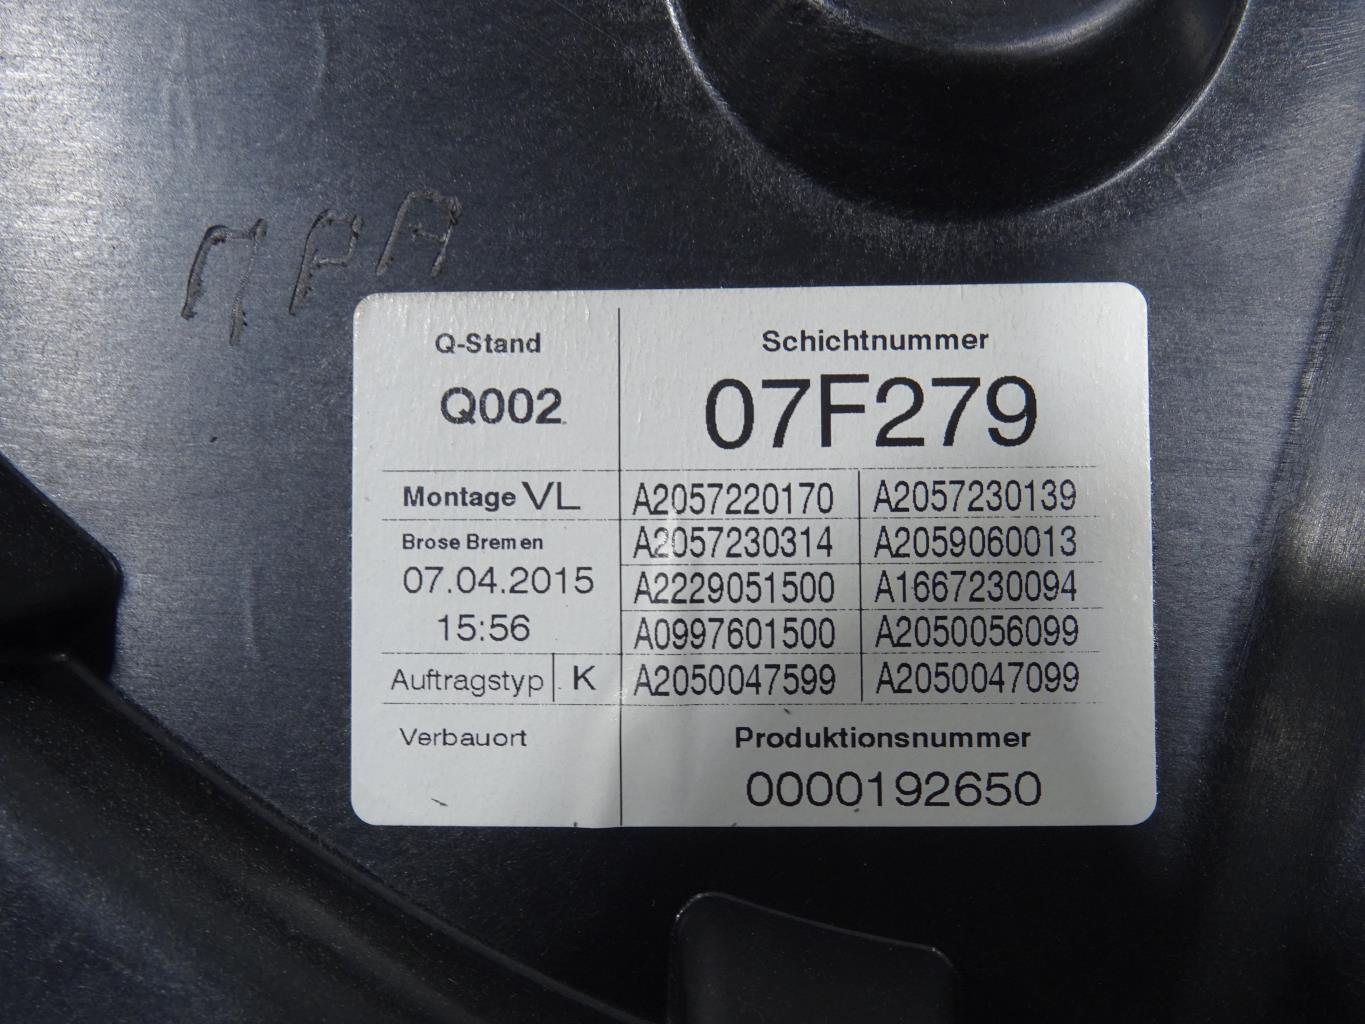 MPA
Q-Stand
Q002
Schichtnummer
07F279
Montage VL
Brose Bremen
07.04.2015
15:56
Auftragstyp K
Verbauort
A2057220170 A2057230139
A2057230314 A2059060013
A2229051500 A1667230094
A0997601500 A2050056099
A2050047599 A2050047099
Produktionsnummer
0000192650